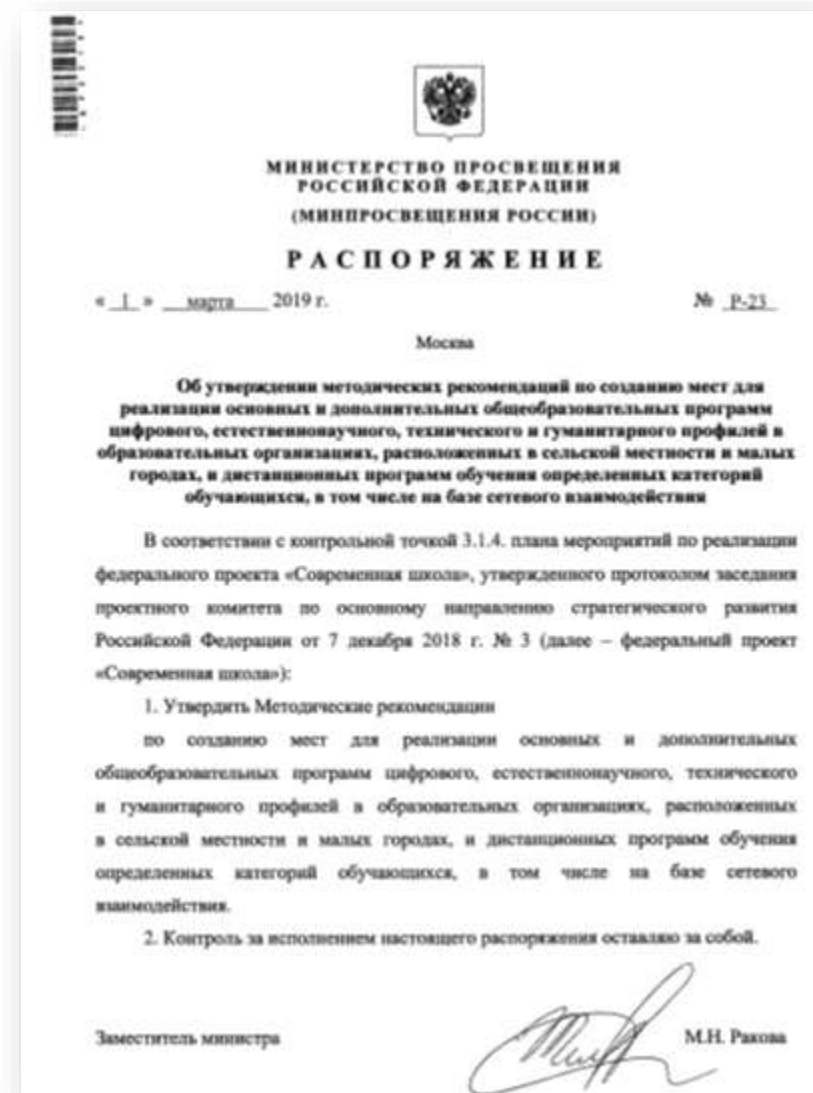 МИНИСТЕРСТВО ПРОСВЕЩЕНИЯ
РОССИЙСКОЙ ФЕДЕРАЦИИ
(МИНПРОСВЕЩЕНИЯ РОССИИ)
РАСПОРЯЖЕНИЕ
« 1 » марта 2019 г. № Р-23
Москва
Об утверждении методических рекомендаций по созданию мест для
реализации основных и дополнительных общеобразовательных программ
цифрового, естественнонаучного, технического и гуманитарного профилей в
образовательных организациях, расположенных в сельской местности и малых
городах, и дистанционных программ обучения определенных категорий
обучающихся, в том числе на базе сетевого взаимодействия
В соответствии с контрольной точкой 3.1.4. плана мероприятий по реализации
федерального проекта «Современная школа», утвержденного протоколом заседания
проектного комитета по основному направлению стратегического развития
Российской Федерации от 7 декабря 2018 г. № 3 (далее – федеральный проект
«Современная школа»):
1. Утвердить Методические рекомендации
по созданию мест для реализации основных и дополнительных
общеобразовательных программ цифрового, естественнонаучного, технического
и гуманитарного профилей в образовательных организациях, расположенных
в сельской местности и малых городах, и дистанционных программ обучения
определенных категорий обучающихся, в том числе на базе сетевого
взаимодействия.
2. Контроль за исполнением настоящего распоряжения оставляю за собой.
Заместитель министра М.Н. Ракова